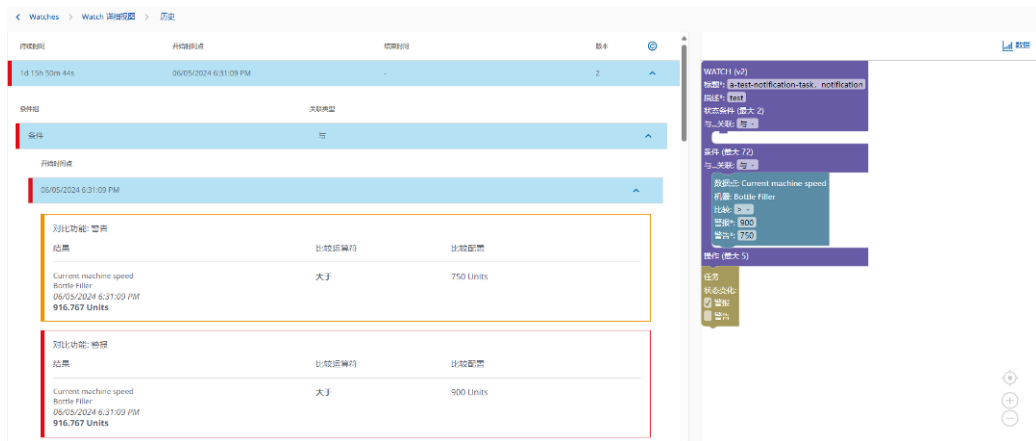 Watches > Watch 详细视图 > 历史
持续时间 开始时间点 结束时间 版本
1d 15h 50m 44s 06/05/2024 6:31:09 PM - 2
条件组 关联类型
条件 与
开始时间点
06/05/2024 6:31:09 PM
对比功能: 警告
结果 比较运算符 比较配置
Current machine speed 大于 750 Units
Bottle Filler
06/05/2024 6:31:09 PM
916.767 Units
对比功能: 警报
结果 比较运算符 比较配置
Current machine speed 大于 900 Units
Bottle Filler
06/05/2024 6:31:09 PM
916.767 Units
数据
WATCH (v2)
标题*: a-test-notification-task、notification
描述*: test
状态条件 (最大 2)
与...关联: 与
条件 (最大 72)
与...关联: 与
数据点: Current machine speed
机器: Bottle Filler
比较: >
警报*: 900
警告*: 750
操作 (最大 5)
任务
状态变化:
警报
警告